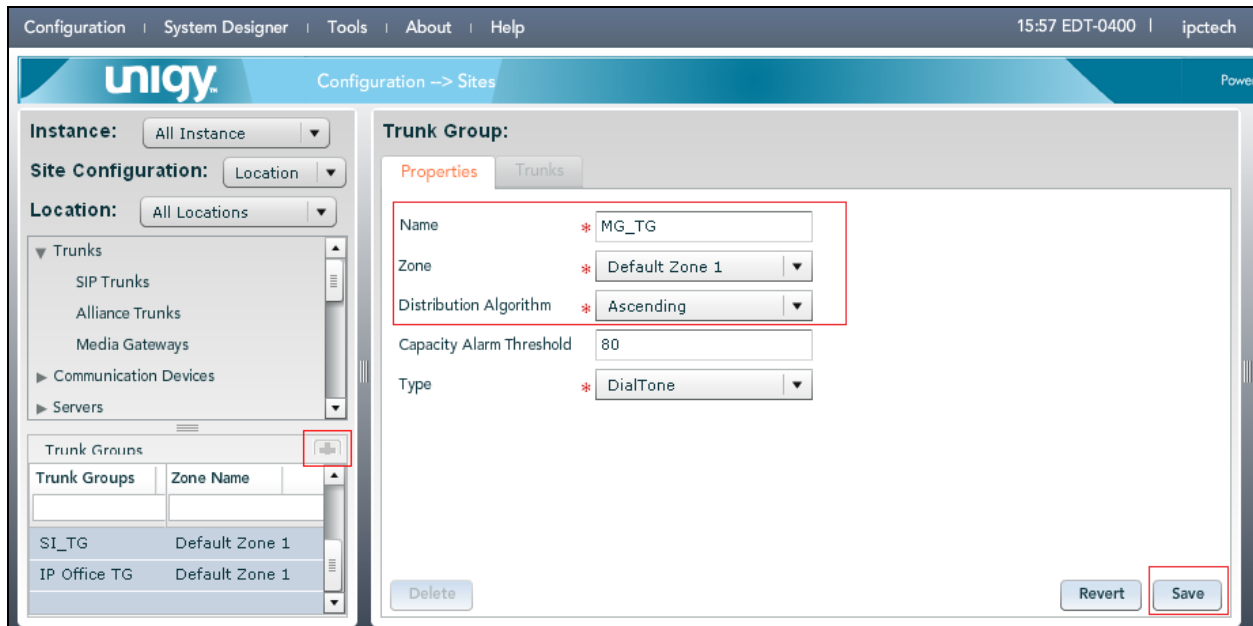 Configuration | System Designer | Tools | About | Help 15:57 EDT-0400 | ipctech
unigy™ Configuration --> Sites Power
Instance: All Instance
Site Configuration: Location
Location: All Locations
Trunks
SIP Trunks
Alliance Trunks
Media Gateways
Communication Devices
Servers
Trunk Groups
Trunk Groups Zone Name
SI_TG Default Zone 1
IP Office TG Default Zone 1
Trunk Group:
Properties Trunks
Name * MG_TG
Zone * Default Zone 1
Distribution Algorithm * Ascending
Capacity Alarm Threshold 80
Type * DialTone
Delete Revert Save